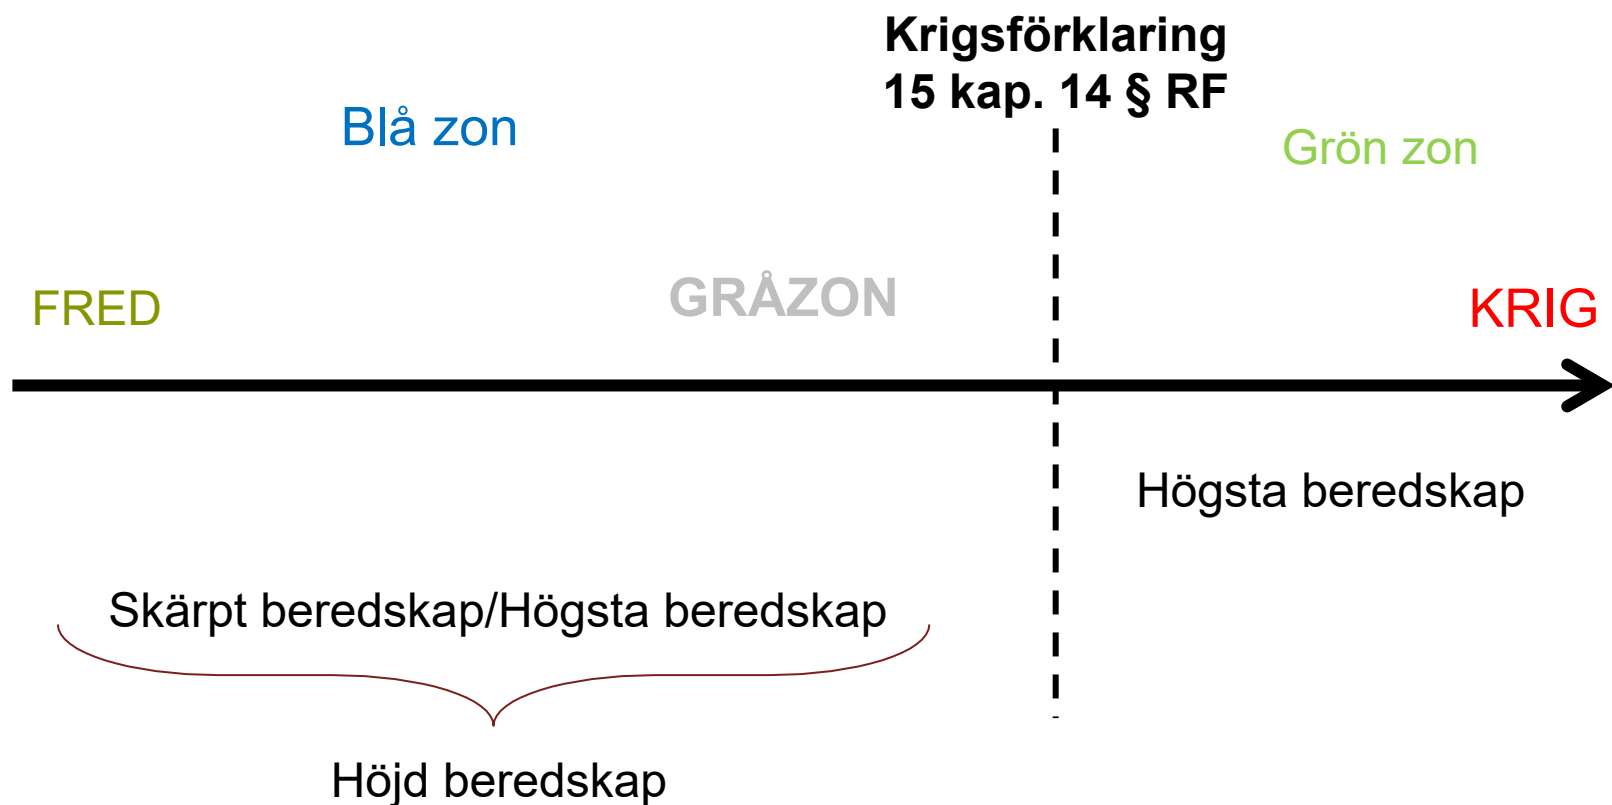 Krigsförklaring
15 kap. 14 § RF
Blå zon
Grön zon
GRÅZON
FRED
KRIG
Högsta beredskap
Skärpt beredskap/Högsta beredskap
Höjd beredskap